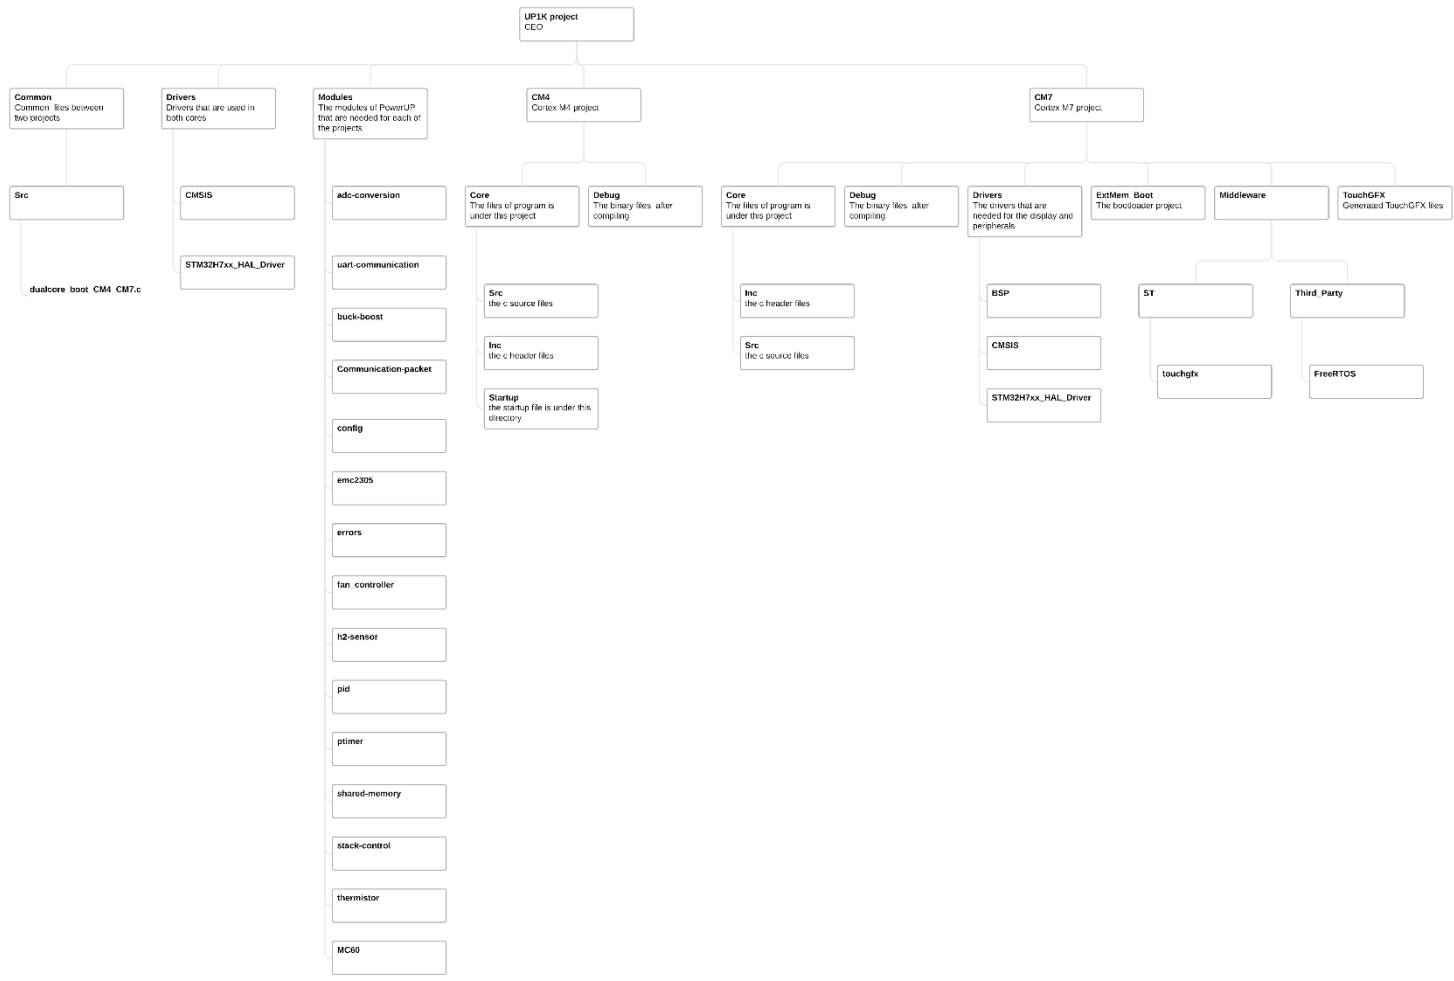 UP1K project
CEO
Common
Common files between
two projects
Drivers
Drivers that are used in
both cores
Modules
The modules of PowerUP
that are needed for each of
the projects
CM4
Cortex M4 project
CM7
Cortex M7 project
Src
dualcore_boot_CM4_CM7.c
CMSIS
STM32H7xx_HAL_Driver
adc-conversion
uart-communication
buck-boost
Communication-packet
config
emc2305
errors
fan_controller
h2-sensor
pid
ptimer
shared-memory
stack-control
thermistor
MC60
Core
The files of program is
under this project
Debug
The binary files after
compiling
Src
the c source files
Inc
the c header files
Startup
the startup file is under this
directory
Core
The files of program is
under this project
Debug
The binary files after
compiling
Drivers
The drivers that are
needed for the display and
peripherals
ExtMem_Boot
The bootloader project
Middleware
TouchGFX
Generated TouchGFX files
Inc
the c header files
Src
the c source files
BSP
CMSIS
STM32H7xx_HAL_Driver
ST
Third_Party
touchgfx
FreeRTOS